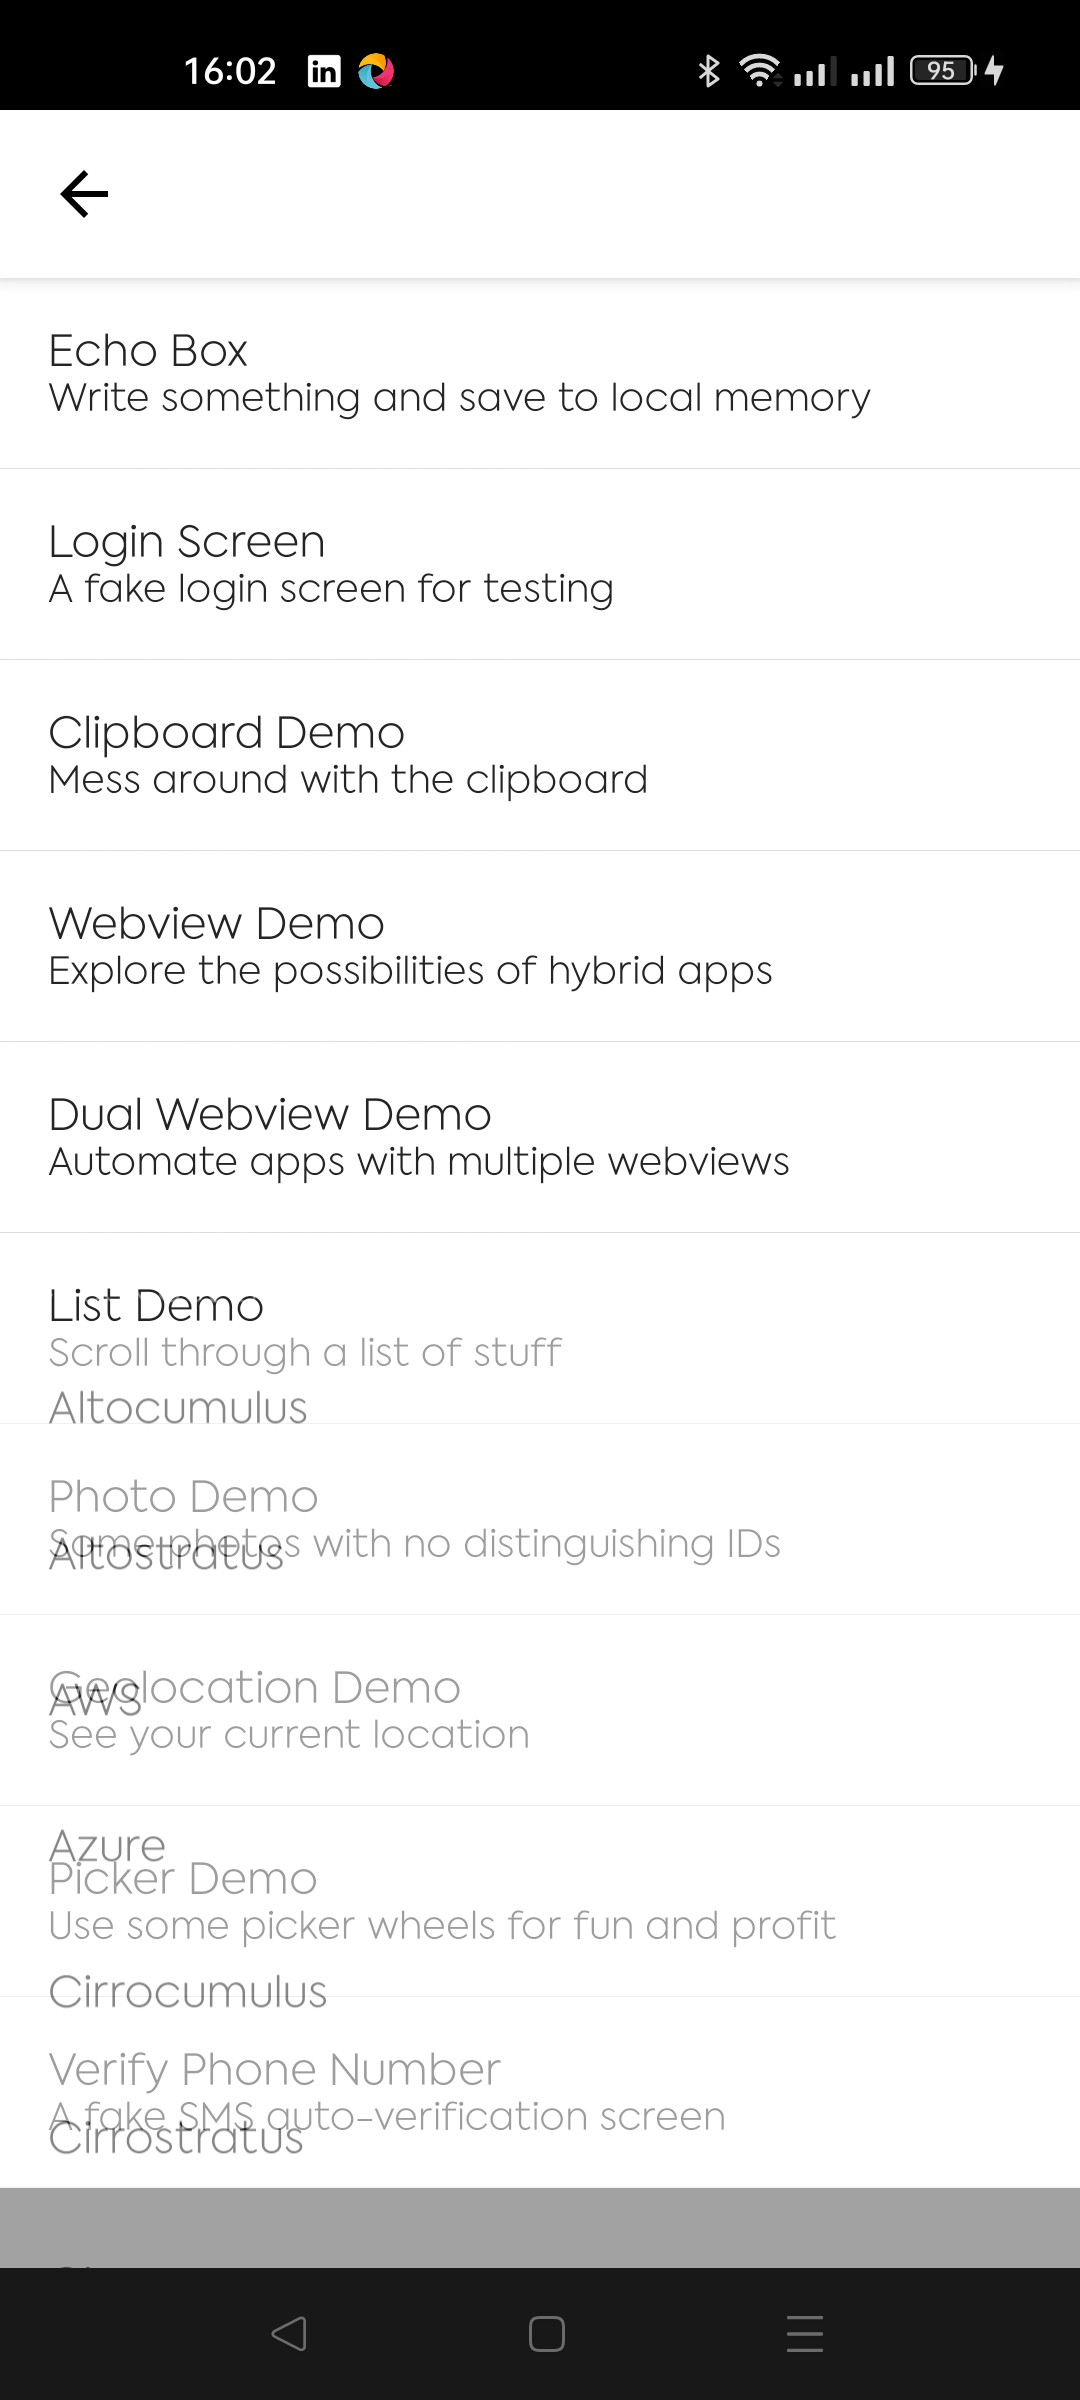 16:02
in
95
Echo Box
Write something and save to local memory
Login Screen
A fake login screen for testing
Clipboard Demo
Mess around with the clipboard
Webview Demo
Explore the possibilities of hybrid apps
Dual Webview Demo
Automate apps with multiple webviews
List Demo
Scroll through a list of stuff
Altocumulus
Photo Demo
Some photos with no distinguishing IDs
Altostratus
Geolocation Demo
AWS
See your current location
Azure
Picker Demo
Use some picker wheels for fun and profit
Cirrocumulus
Verify Phone Number
A fake SMS auto-verification screen
Cirrostratus